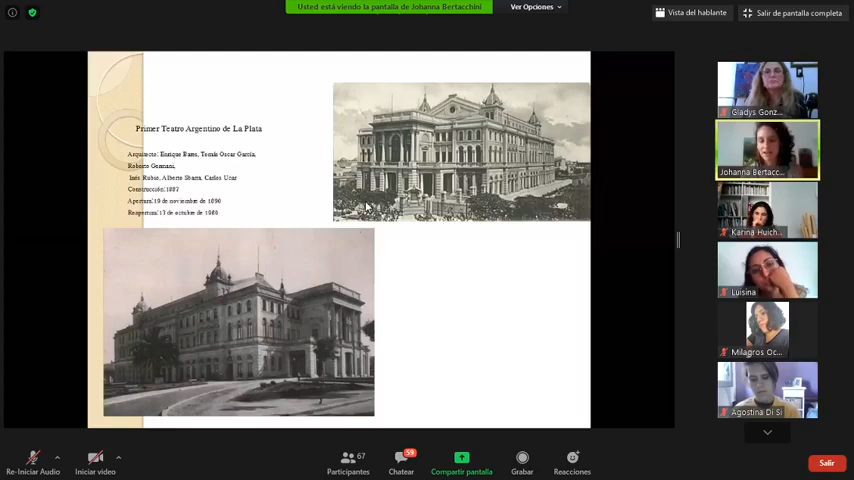 Usted está viendo la pantalla de Johanna Bertacchini
Ver Opciones
Vista del hablante
Salir de pantalla completa
Primer Teatro Argentino de La Plata
Arquitecto: Enrique Bares, Tomás Oscar García,
Roberto Germani,
Inés Rubio, Alberto Sbarra, Carlos Ucar
Construcción:1887
Apertura:19 de noviembre de 1890
Reapertura:12 de octubre de
Gladys Gonz...
Johanna Bertacc...
Karina Huich...
Luisina
Milagros Oc...
Agostina Di Si
Re-Iniciar Audio
Iniciar video
67
Participantes
59
Chatear
Compartir pantalla
Grabar
Reacciones
Salir